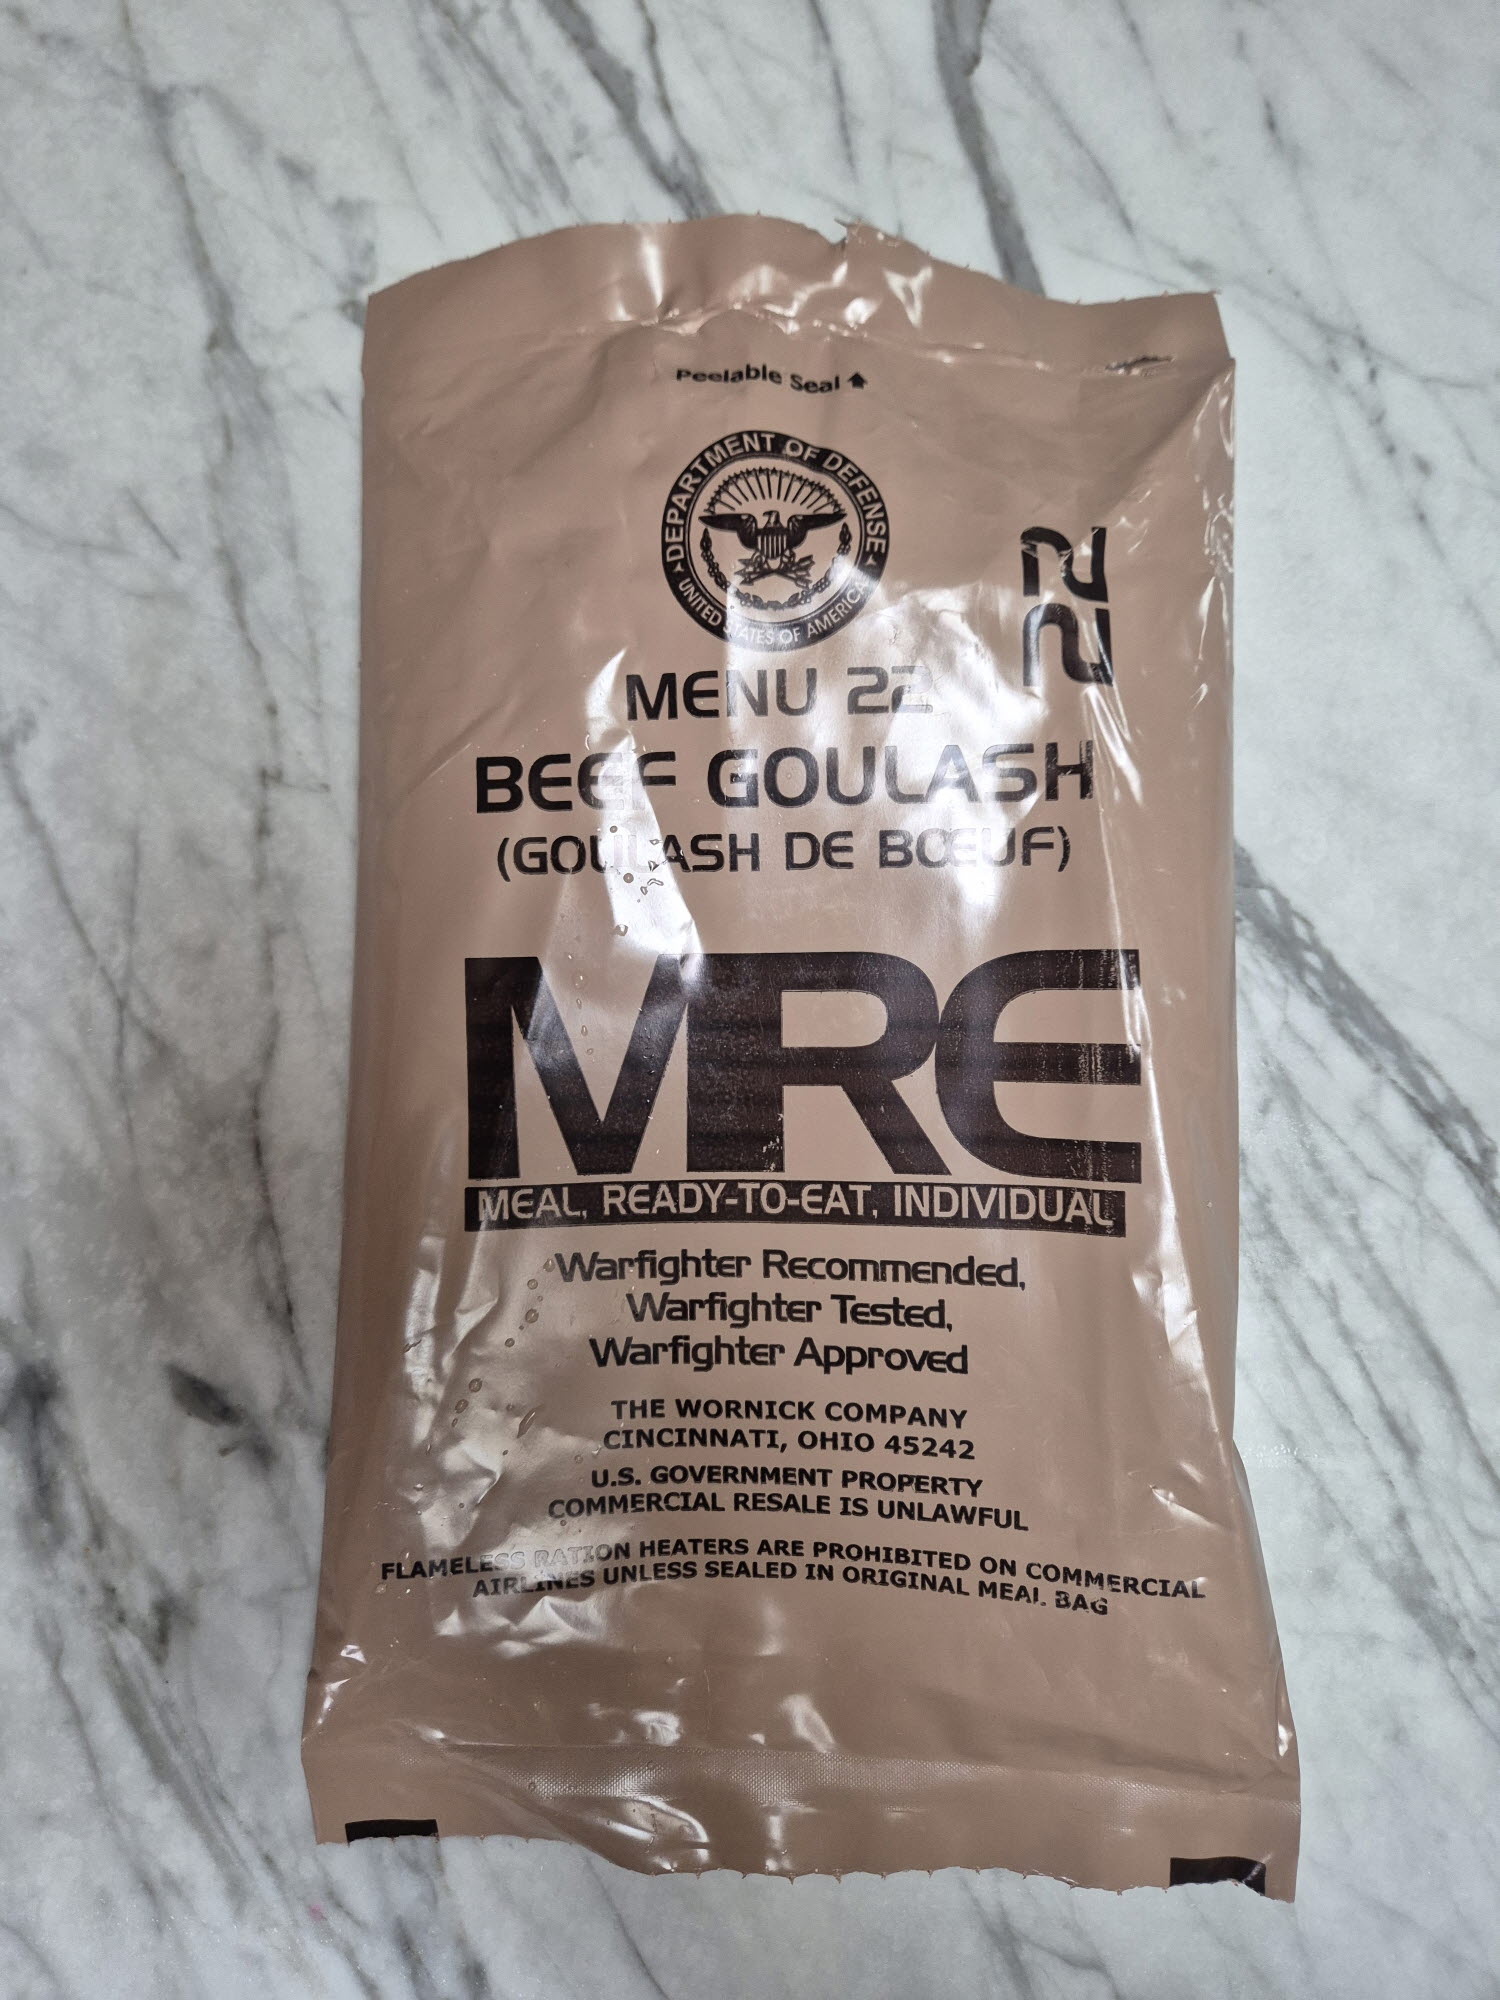 Peelable Seal
DEPARTMENT OF DEFENSE
UNITED STATES OF AMERICA
22
MENU 22
BEEF GOULASH
(GOULASH DE BŒUF)
MRE
MEAL, READY-TO-EAT, INDIVIDUAL
Warfighter Recommended,
Warfighter Tested,
Warfighter Approved
THE WORNICK COMPANY
CINCINNATI, OHIO 45242
U.S. GOVERNMENT PROPERTY
COMMERCIAL RESALE IS UNLAWFUL
FLAMELESS RATION HEATERS ARE PROHIBITED ON COMMERCIAL
AIRLINES UNLESS SEALED IN ORIGINAL MEAL BAG